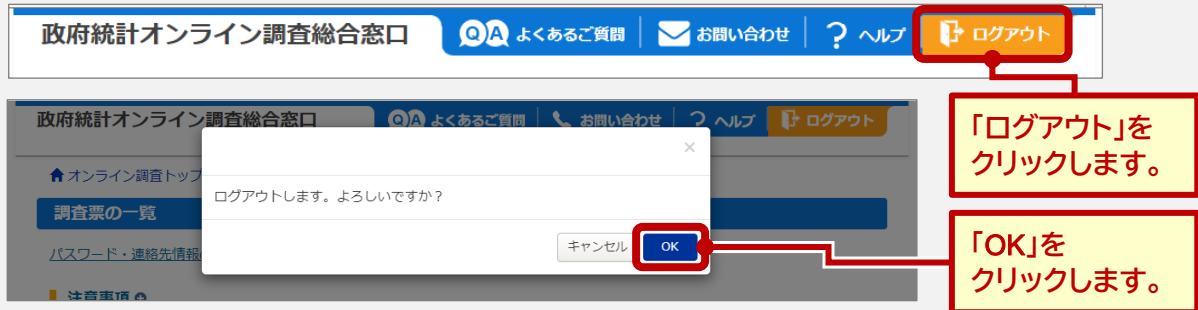 政府統計オンライン調査総合窓口 QA よくあるご質問 お問い合わせ ? ヘルプ ログアウト
「ログアウト」を
クリックします。
政府統計オンライン調査総合窓口 QA よくあるご質問 お問い合わせ ? ヘルプ ログアウト
×
オンライン調査トップ
ログアウトします。よろしいですか?
調査票の一覧
キャンセル OK
パスワード・連絡先情報
「OK」を
クリックします。
注意事項